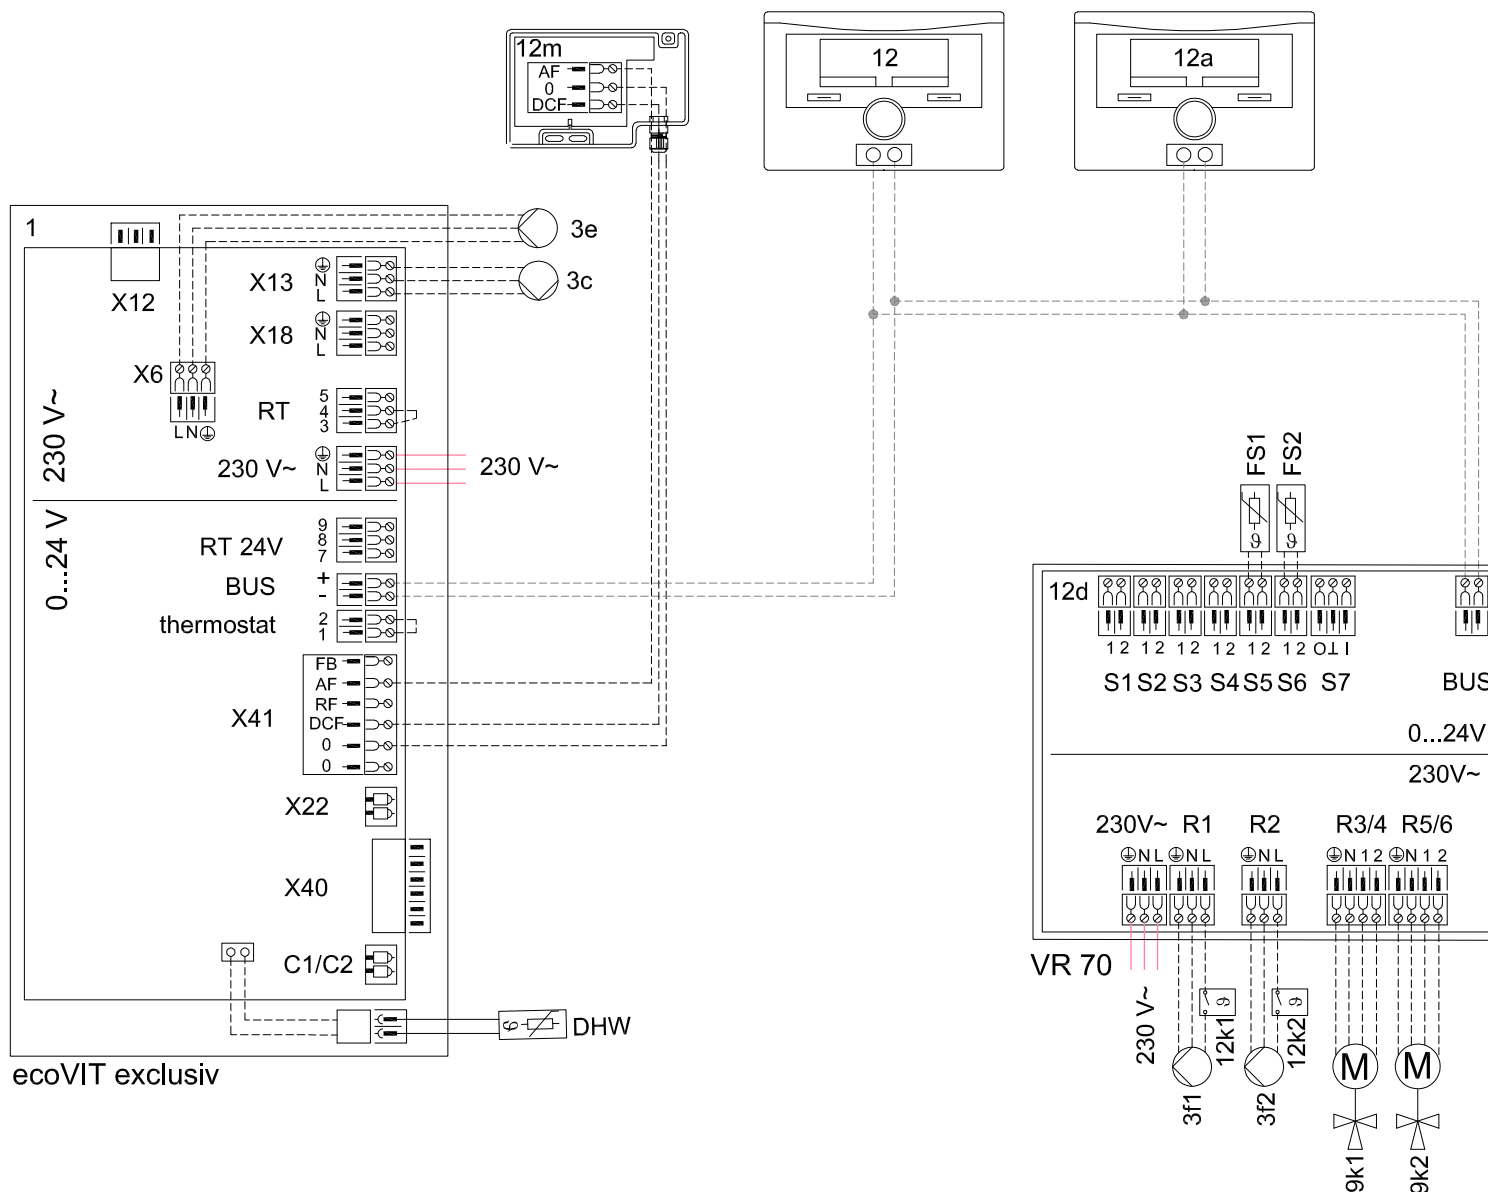 12m
AF
0
DCF
12
12a
1
X12
X6
L N
230 V~
0...24 V
X13
N
L
X18
N
L
RT
5
4
3
230 V~
N
L
230 V~
RT 24V
9
8
7
BUS
+
-
thermostat
2
1
X41
FB
AF
RF
DCF
0
0
X22
X40
C1/C2
DHW
ϑ
3e
3c
ecoVIT exclusiv
FS1
FS2
ϑ
ϑ
12d
1 2 1 2 1 2 1 2 1 2 1 2 O T I
S1 S2 S3 S4 S5 S6 S7
BUS
0...24V
230V~
230V~ R1 R2 R3/4 R5/6
N L N L N L N 1 2 N 1 2
VR 70
230 V~
ϑ
12k1
3f1
ϑ
12k2
3f2
M
9k1
M
9k2